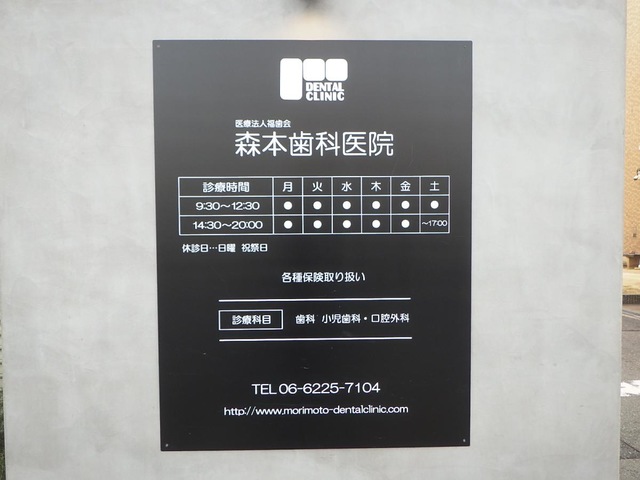 DENTAL
CLINIC
医療法人福歯会
森本歯科医院
診療時間 月 火 水 木 金 土
9:30〜12:30 ● ● ● ● ● ●
14:30〜20:00 ● ● ● ● ● 〜17:00
休診日…日曜 祝祭日
各種保険取り扱い
診療科目 歯科 小児歯科・口腔外科
TEL 06-6225-7104
http://www.morimoto-dentalclinic.com